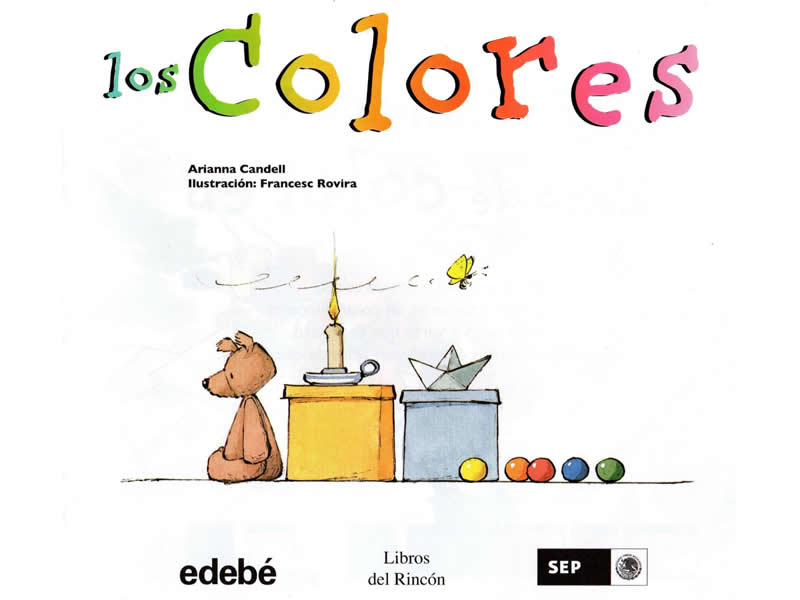 los Colores
Arianna Candell
Ilustración: Francesc Rovira
edebé
Libros
del Rincón
SEP